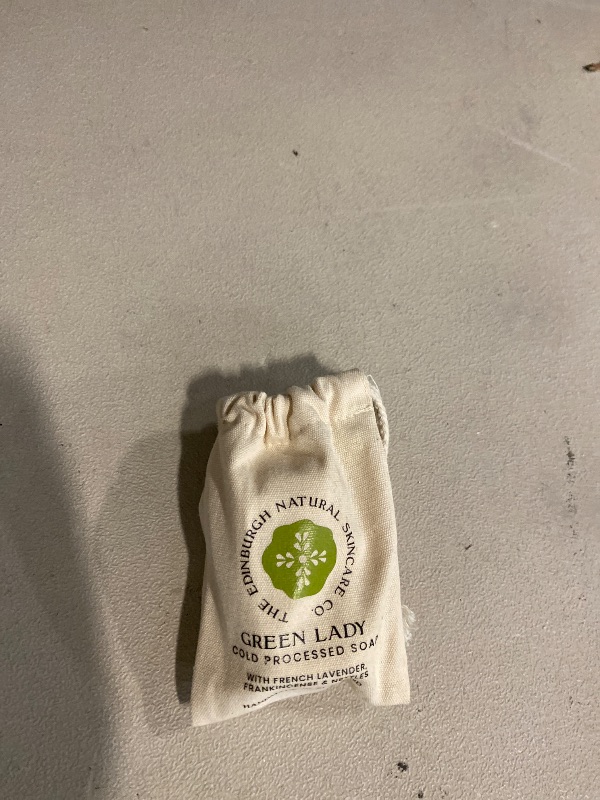 THE EDINBURGH NATURAL SKINCARE CO.
GREEN LADY
COLD PROCESSED SOAP
WITH FRENCH LAVENDER,
FRANKINCENSE & NETTLES